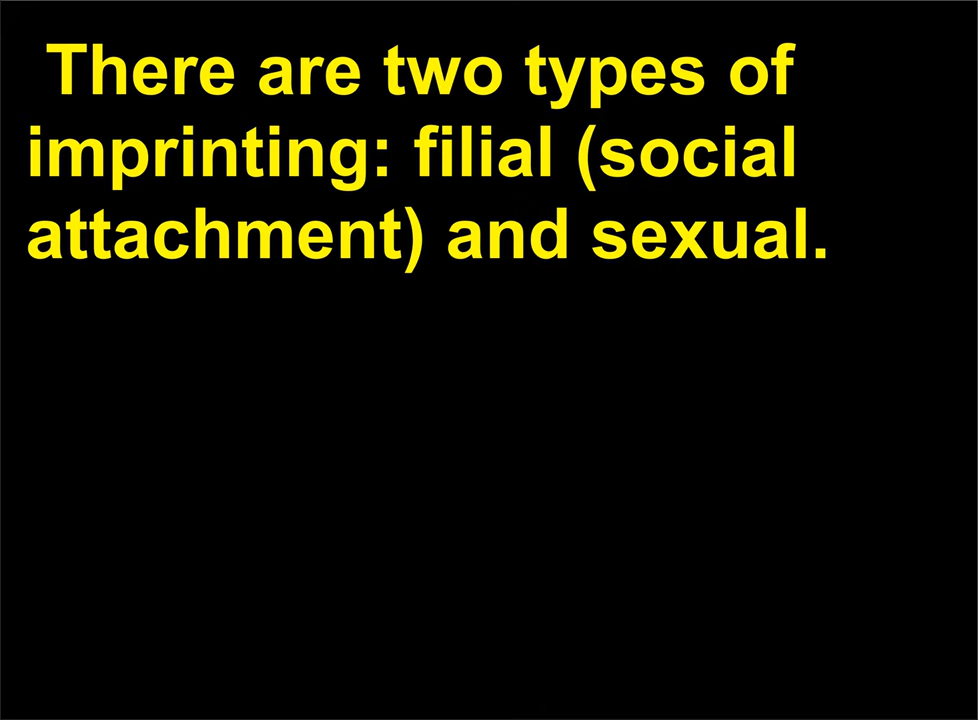 There are two types of
imprinting: filial (social
attachment) and sexual.